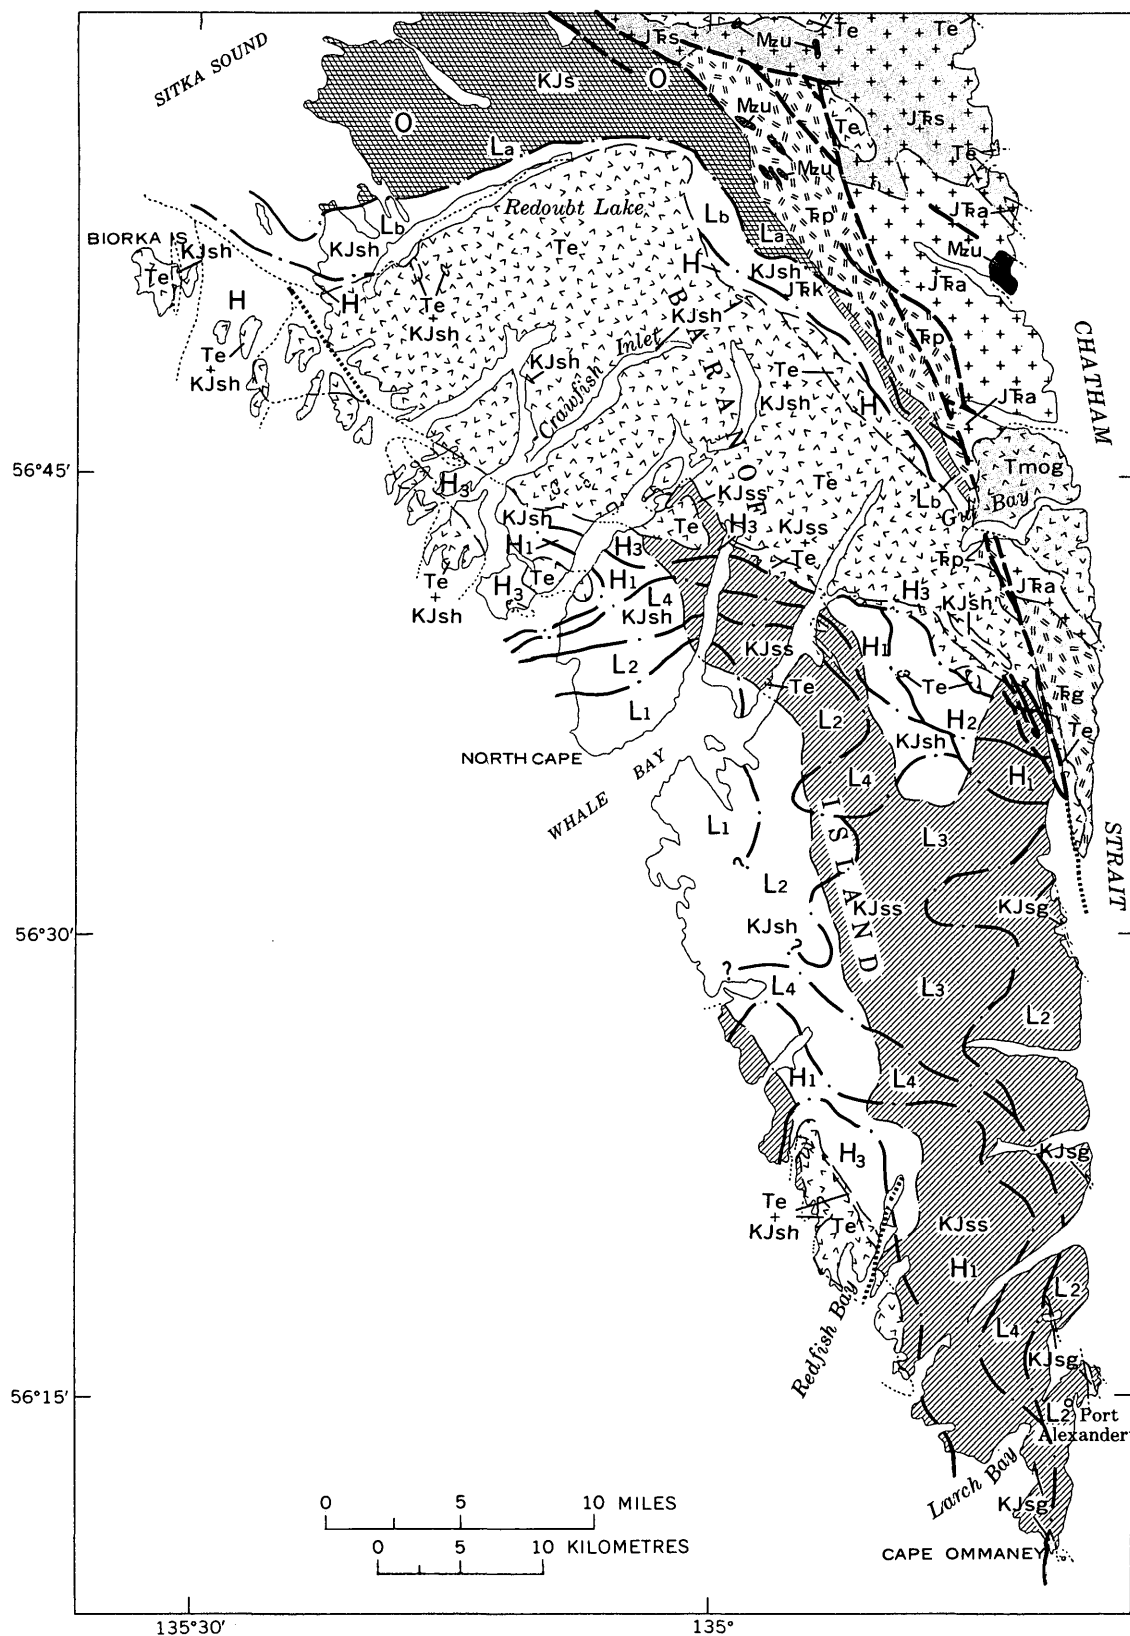 SITKA SOUND
Te
Te
JTRs
Mzu
KJs
O
O
Mzu
Te
JTRs
La
Te
Mzu
Redoubt Lake
Lb
TRp
JTRa
BIORKA IS
KJsh
Lb
KJsh
Te
La
Mzu
Te
H
KJsh
JTRk
JTRa
H
H
Te
+
KJsh
KJsh
TRp
CHATHAM
Te
+
KJsh
KJsh
Crawfish Inlet
Te
+
KJsh
H
JTRa
BARANOF
56°45'
H3
Te
Tmog
KJss
Lb
Gut Bay
KJsh
Te
H3
KJss
H1
H3
Te
TRp
Te
+
KJsh
H3
Te
H1
L4
KJsh
H3
KJsh
JTRa
L2
KJss
H1
Te
Te
TRg
L1
L2
H2
KJsh
Te
NORTH CAPE
WHALE BAY
L4
H1
L1
ISLAND
L3
STRAIT
?
L2
KJss
KJsg
56°30'
KJsh
?
?
L4
L3
L2
H1
L4
H3
KJsg
Te
+
KJsh
Te
KJss
H1
L2
Redfish Bay
L4
KJsg
56°15'
L2
Port
Alexander
Larch Bay
KJsg
0 5 10 MILES
0 5 10 KILOMETRES
CAPE OMMANEY
135°30'
135°